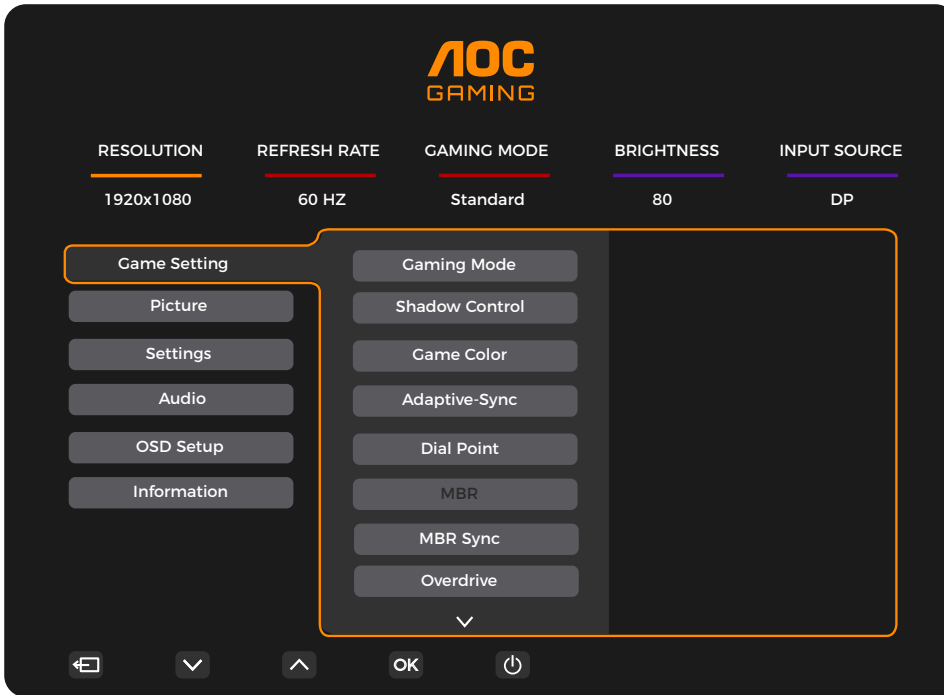 AOC
GAMING
RESOLUTION REFRESH RATE GAMING MODE BRIGHTNESS INPUT SOURCE
1920x1080 60 HZ Standard 80 DP
Game Setting
Picture
Settings
Audio
OSD Setup
Information
Gaming Mode
Shadow Control
Game Color
Adaptive-Sync
Dial Point
MBR
MBR Sync
Overdrive
OK